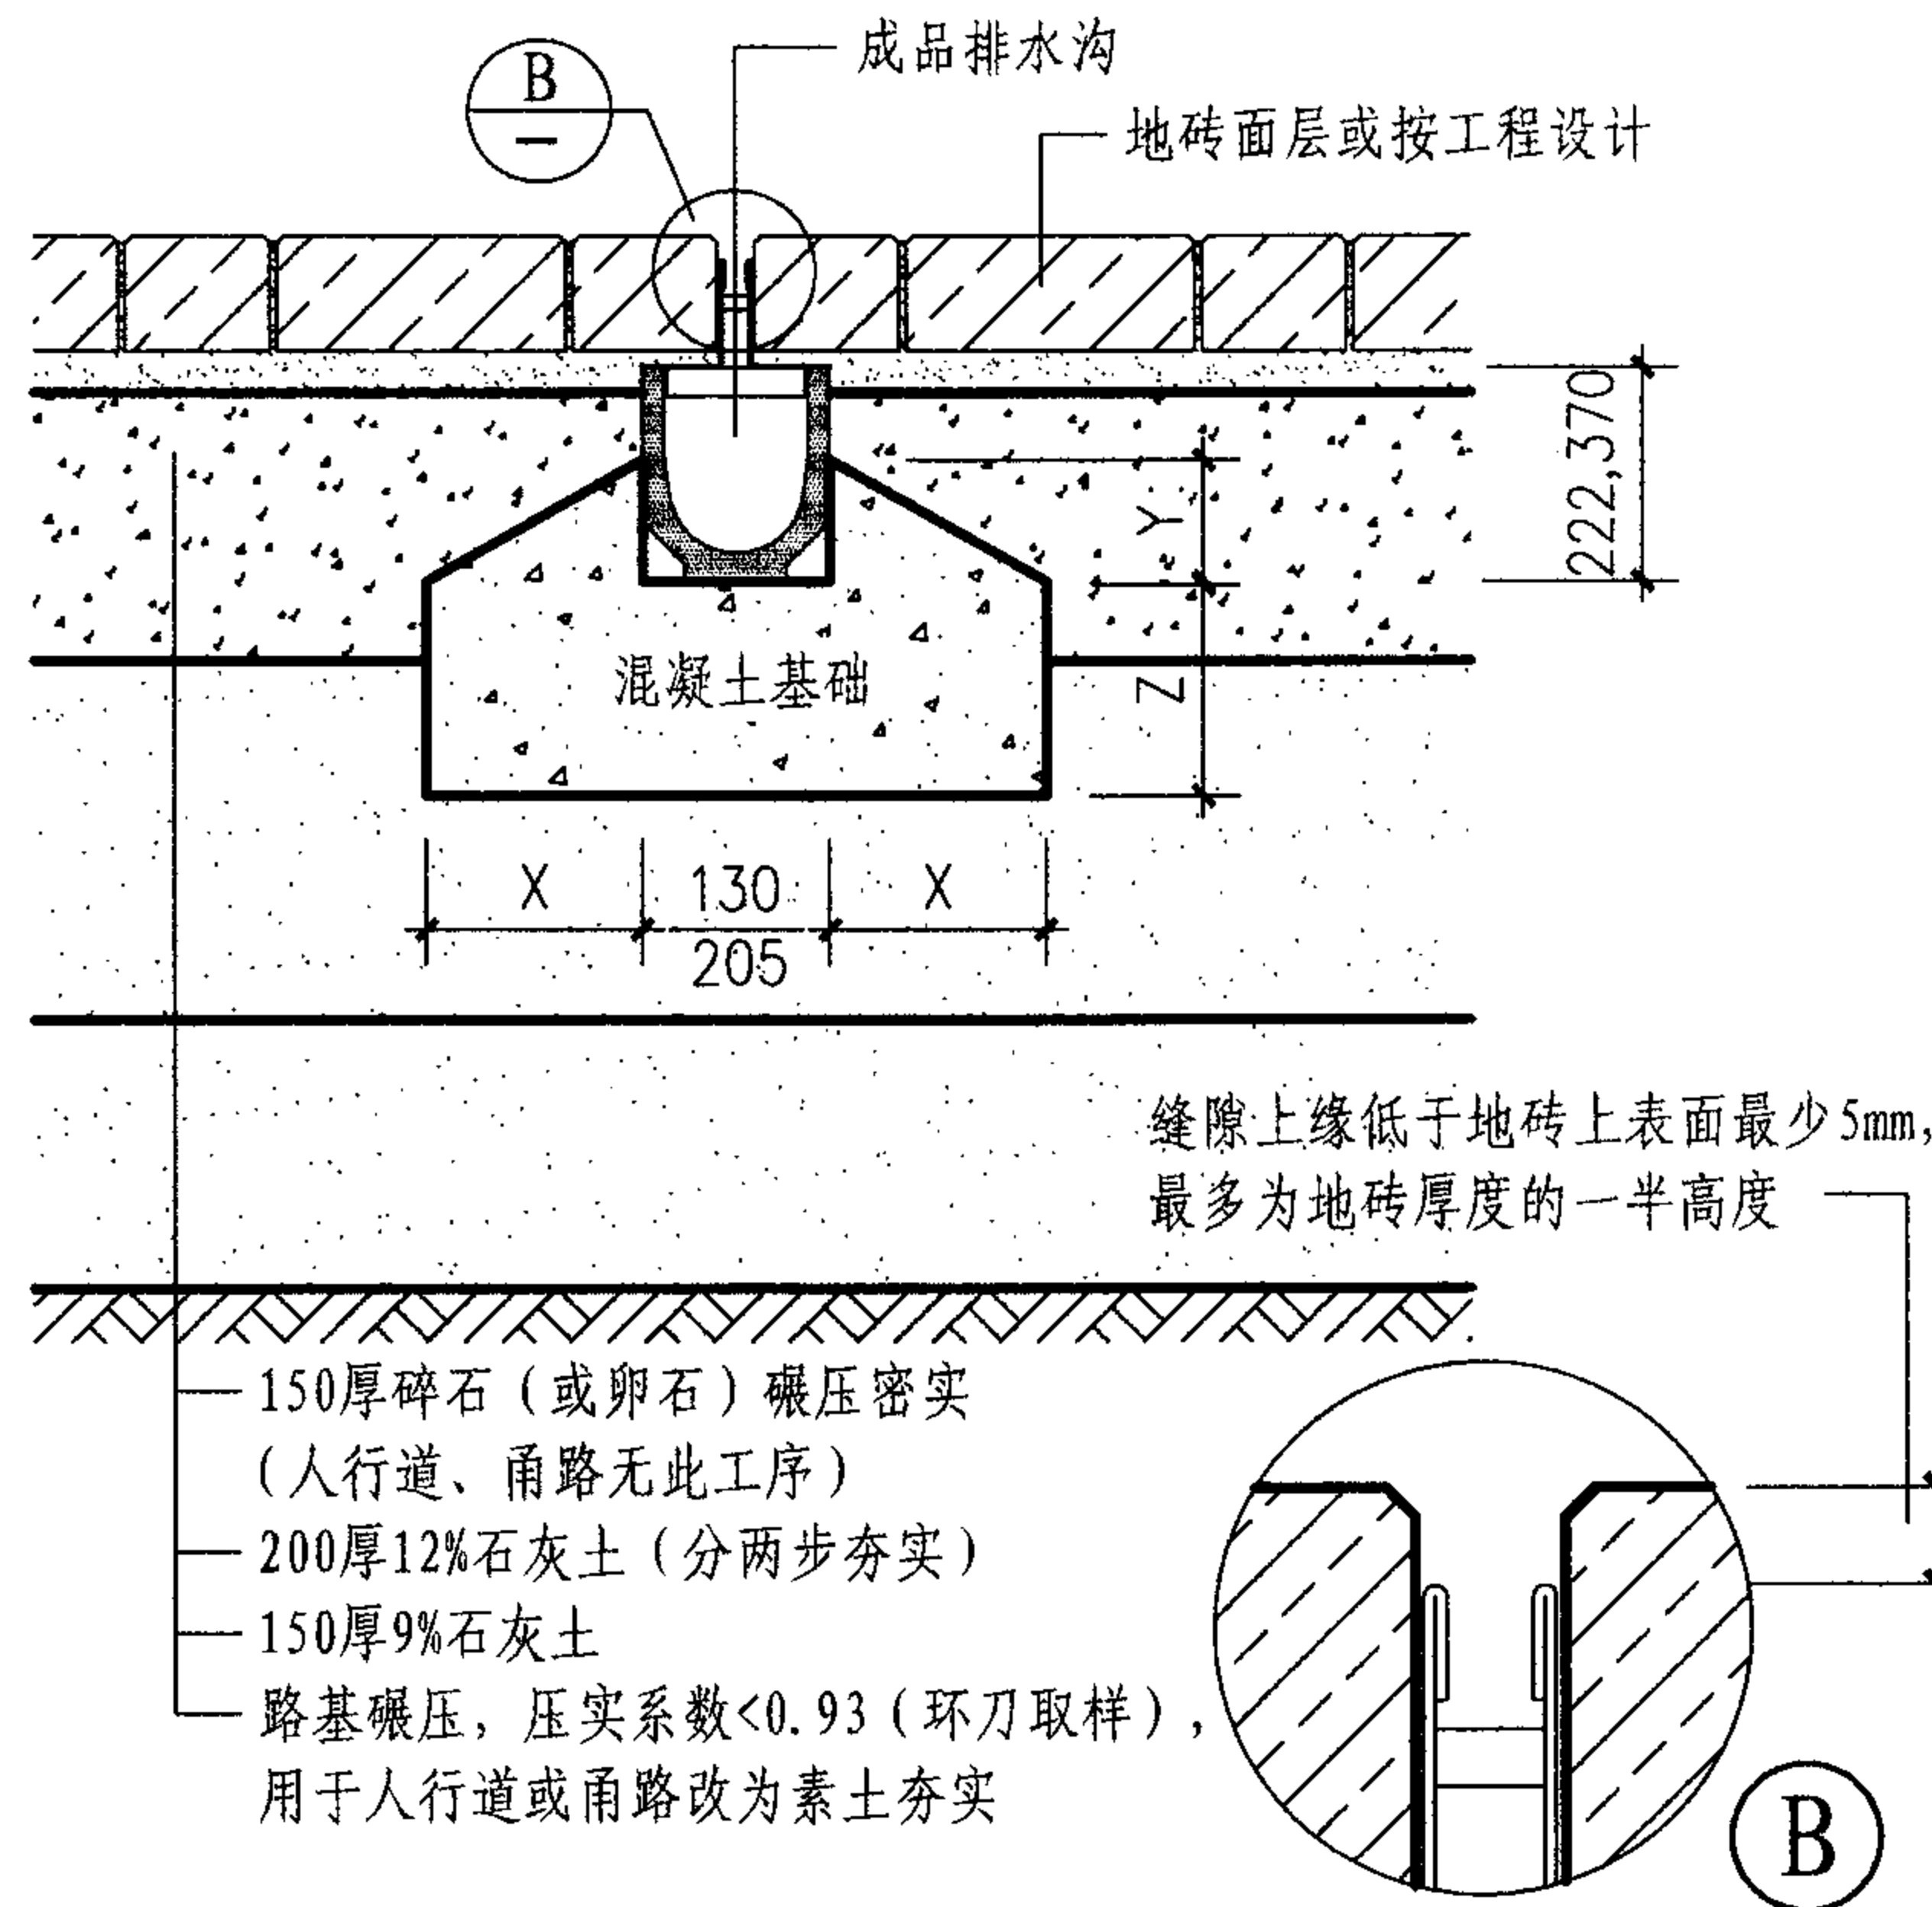 成品排水沟
B
—
地砖面层或按工程设计
222,370
Y
混凝土基础
Z
X 130 X
205
缝隙上缘低于地砖上表面最少5mm,
最多为地砖厚度的一半高度
150厚碎石（或卵石）碾压密实
（人行道、甬路无此工序）
200厚12%石灰土（分两步夯实）
150厚9%石灰土
路基碾压，压实系数<0.93（环刀取样），
用于人行道或甬路改为素土夯实
B